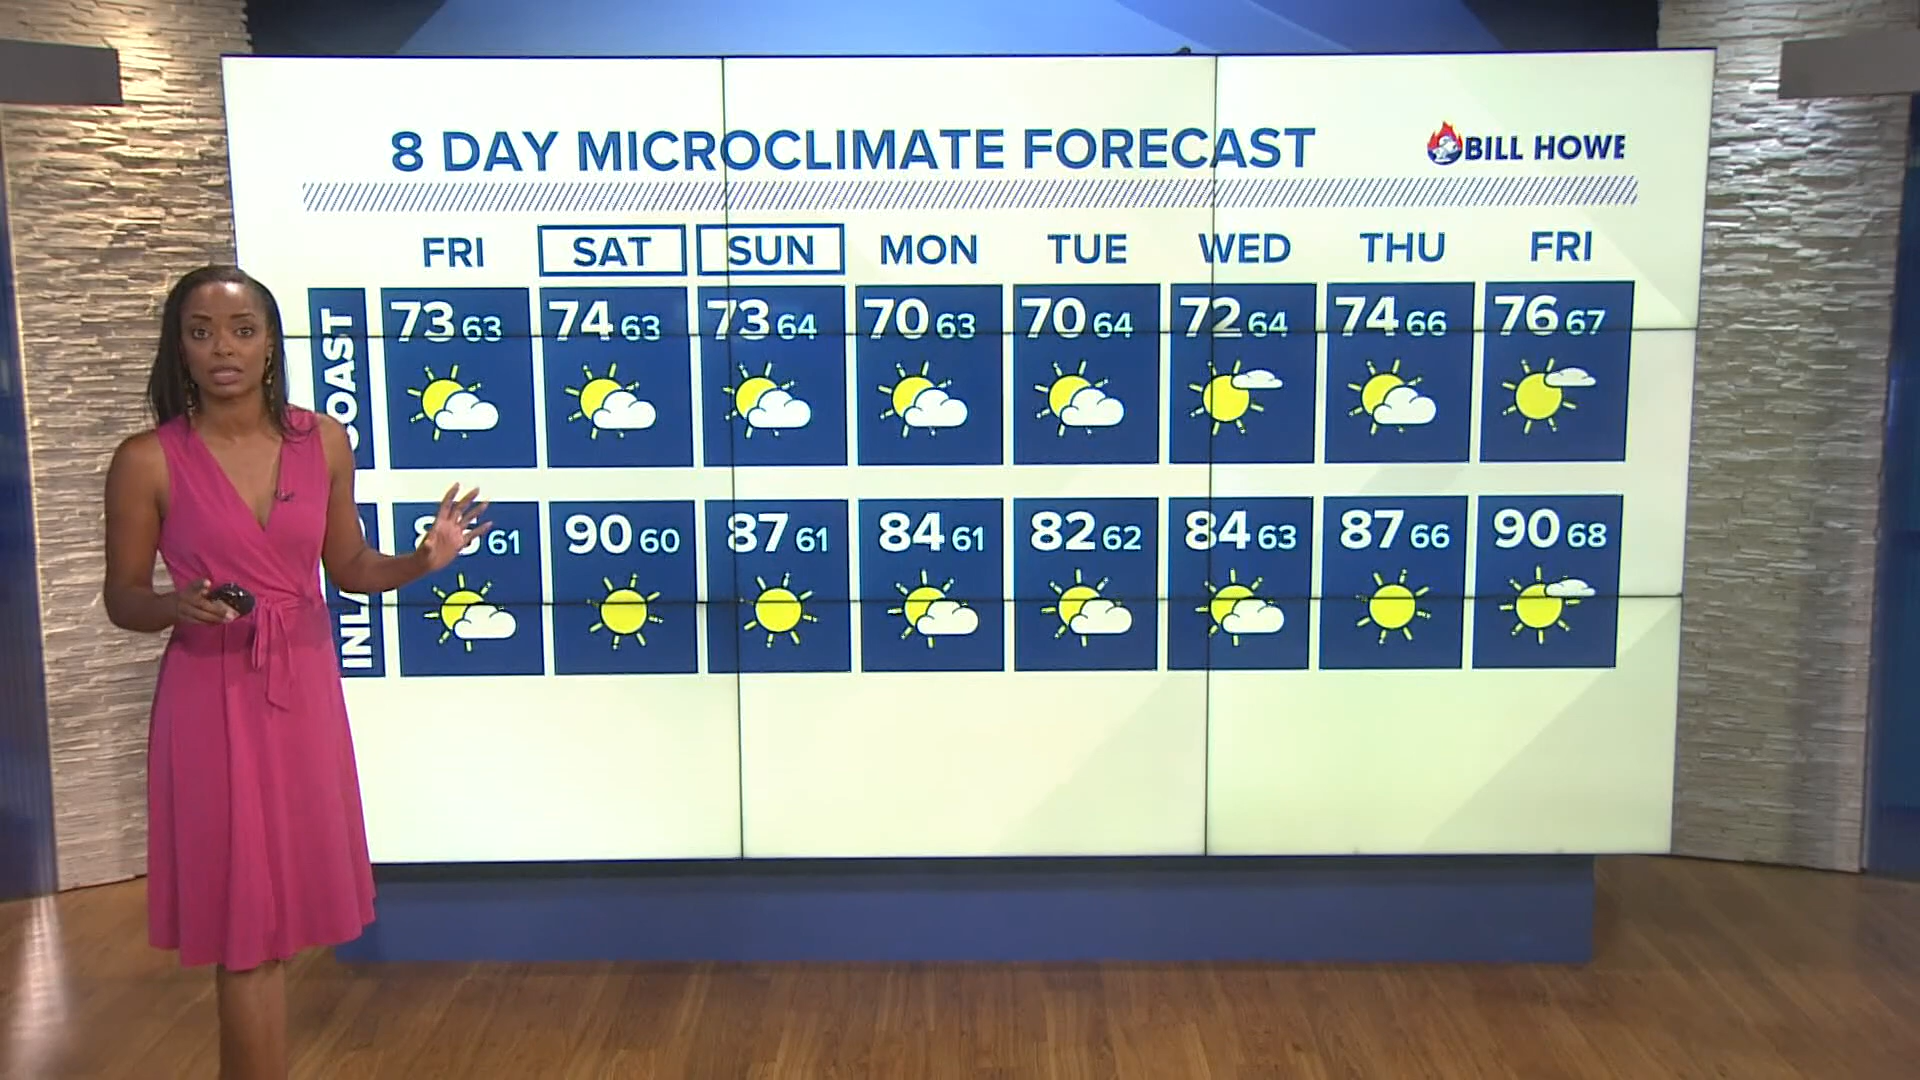 8 DAY MICROCLIMATE FORECAST
BILL HOWE
FRI SAT SUN MON TUE WED THU FRI
COAST
73 63 74 63 73 64 70 63 70 64 72 64 74 66 76 67
61 90 60 87 61 84 61 82 62 84 63 87 66 90 68